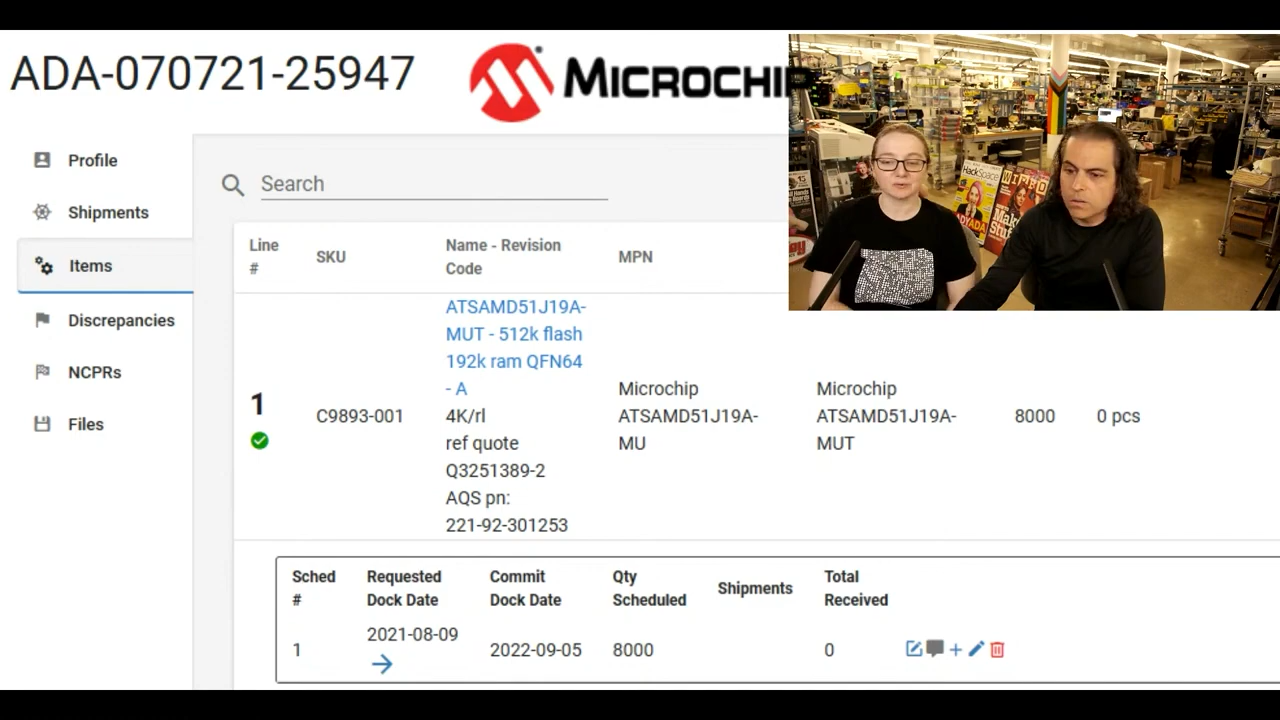 ADA-070721-25947
MICROCHIP
Profile
Shipments
Items
Discrepancies
NCPRs
Files
Search
Line
#
SKU
Name - Revision
Code
MPN
1
C9893-001
ATSAMD51J19A-
MUT - 512k flash
192k ram QFN64
- A
4K/rl
ref quote
Q3251389-2
AQS pn:
221-92-301253
Microchip
ATSAMD51J19A-
MU
Microchip
ATSAMD51J19A-
MUT
8000
0 pcs
Sched
#
Requested
Dock Date
Commit
Dock Date
Qty
Scheduled
Shipments
Total
Received
1
2021-08-09
2022-09-05
8000
0
HackSpace
WIRED